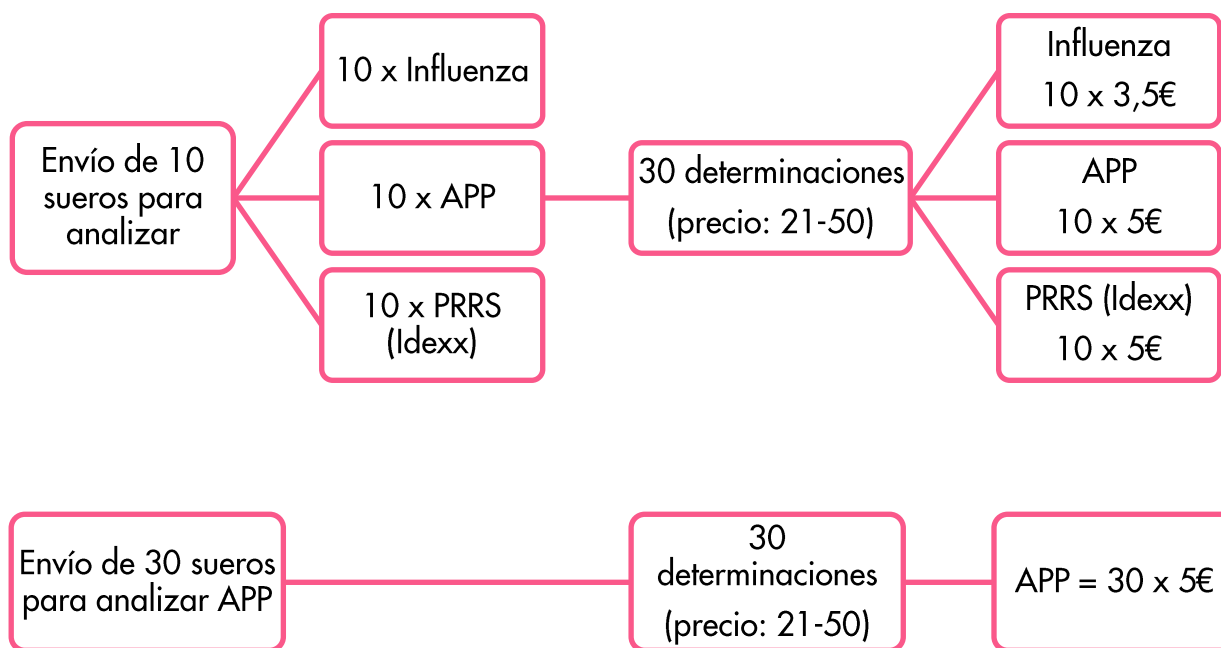 Envío de 10
sueros para
analizar
10 x Influenza
10 x APP
10 x PRRS
(Idexx)
30 determinaciones
(precio: 21-50)
Influenza
10 x 3,5€
APP
10 x 5€
PRRS (Idexx)
10 x 5€
Envío de 30 sueros
para analizar APP
30
determinaciones
(precio: 21-50)
APP = 30 x 5€